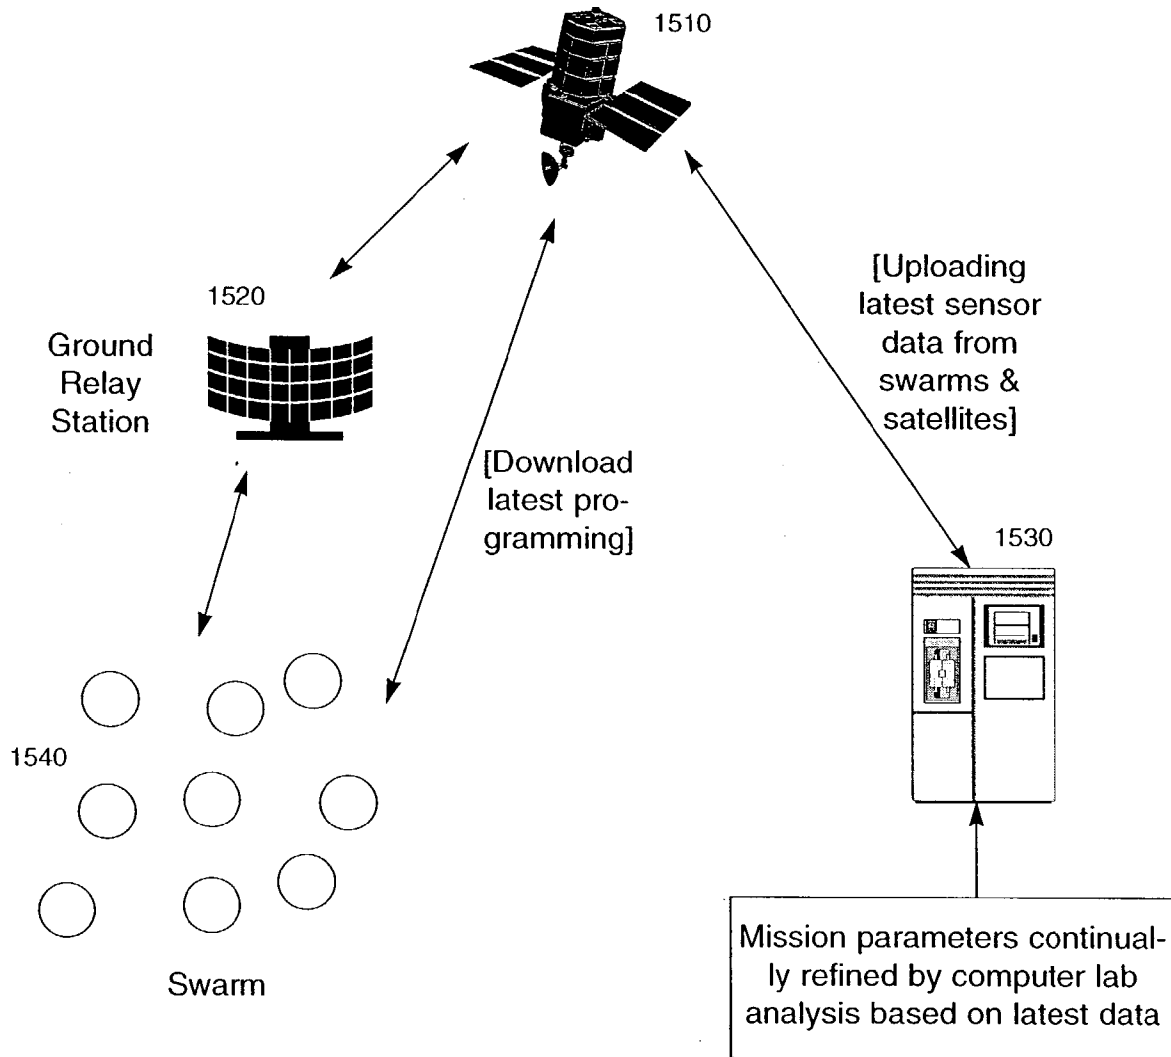 1510
1520
Ground
Relay
Station
[Uploading
latest sensor
data from
swarms &
satellites]
[Download
latest pro-
gramming]
1530
1540
Swarm
Mission parameters continual-
ly refined by computer lab
analysis based on latest data